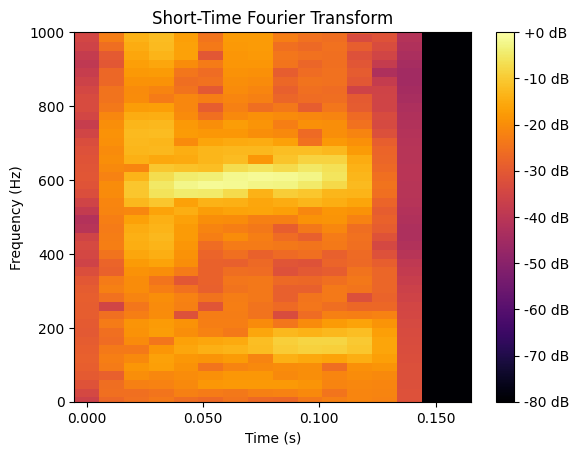 Short-Time Fourier Transform
1000
800
600
400
200
0
Frequency (Hz)
0.000
0.050
0.100
0.150
Time (s)
+0 dB
-10 dB
-20 dB
-30 dB
-40 dB
-50 dB
-60 dB
-70 dB
-80 dB